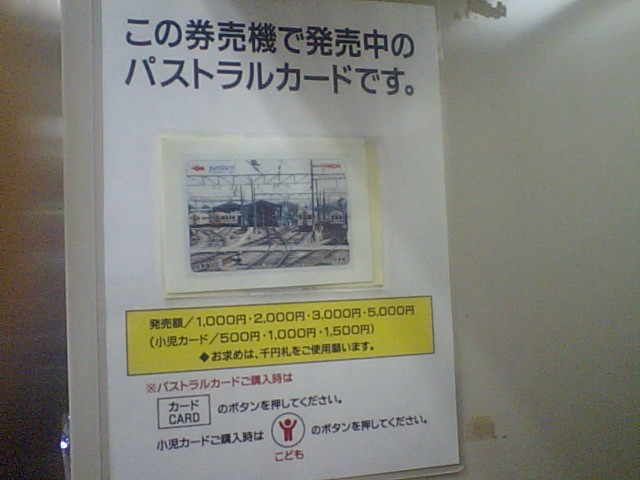 この券売機で発売中の
パストラルカードです。
発売額／1,000円・2,000円・3,000円・5,000円
（小児カード／500円・1,000円・1,500円）
◆お求めは、千円札をご使用願います。
※パストラルカードご購入時は
カード
CARD
のボタンを押してください。
小児カードご購入時は
のボタンを押してください。
こども